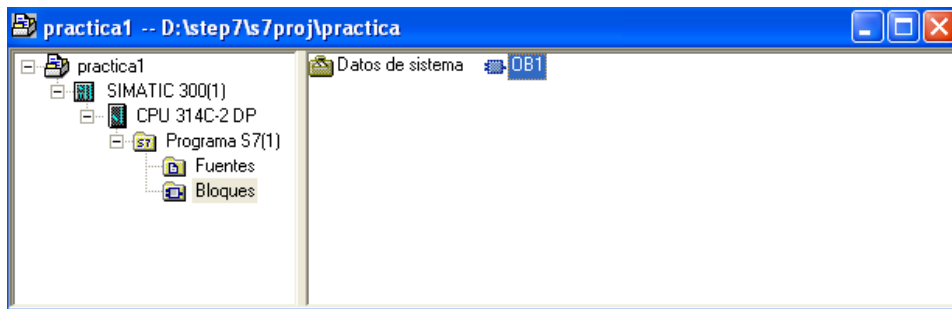 practica1 -- D:\step7\s7proj\practica
practica1
SIMATIC 300(1)
CPU 314C-2 DP
S7 Programa S7(1)
Fuentes
Bloques
Datos de sistema OB1